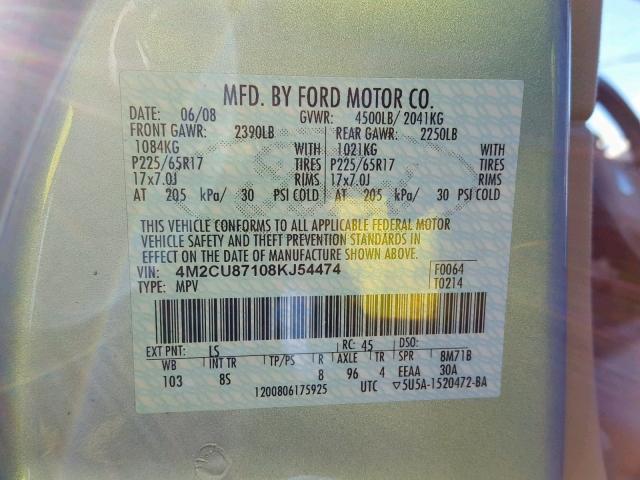 MFD. BY FORD MOTOR CO.
DATE: 06/08 GVWR: 4500LB/ 2041KG
FRONT GAWR: 2390LB REAR GAWR: 2250LB
1084KG WITH 1021KG WITH
P225/65R17 TIRES P225/65R17 TIRES
17x7.0J RIMS 17x7.0J RIMS
AT 205 kPa/ 30 PSI COLD AT 205 kPa/ 30 PSI COLD
THIS VEHICLE CONFORMS TO ALL APPLICABLE FEDERAL MOTOR
VEHICLE SAFETY AND THEFT PREVENTION STANDARDS IN
EFFECT ON THE DATE OF MANUFACTURE SHOWN ABOVE.
VIN: 4M2CU87108KJ54474 F0064
TYPE: MPV T0214
EXT PNT: LS RC: 45 DSO:
WB INT TR TP/PS R AXLE TR SPR 8M71B
103 8S 8 96 4 EEAA 30A
1200806175925 UTC ▽5U5A-1520472-BA